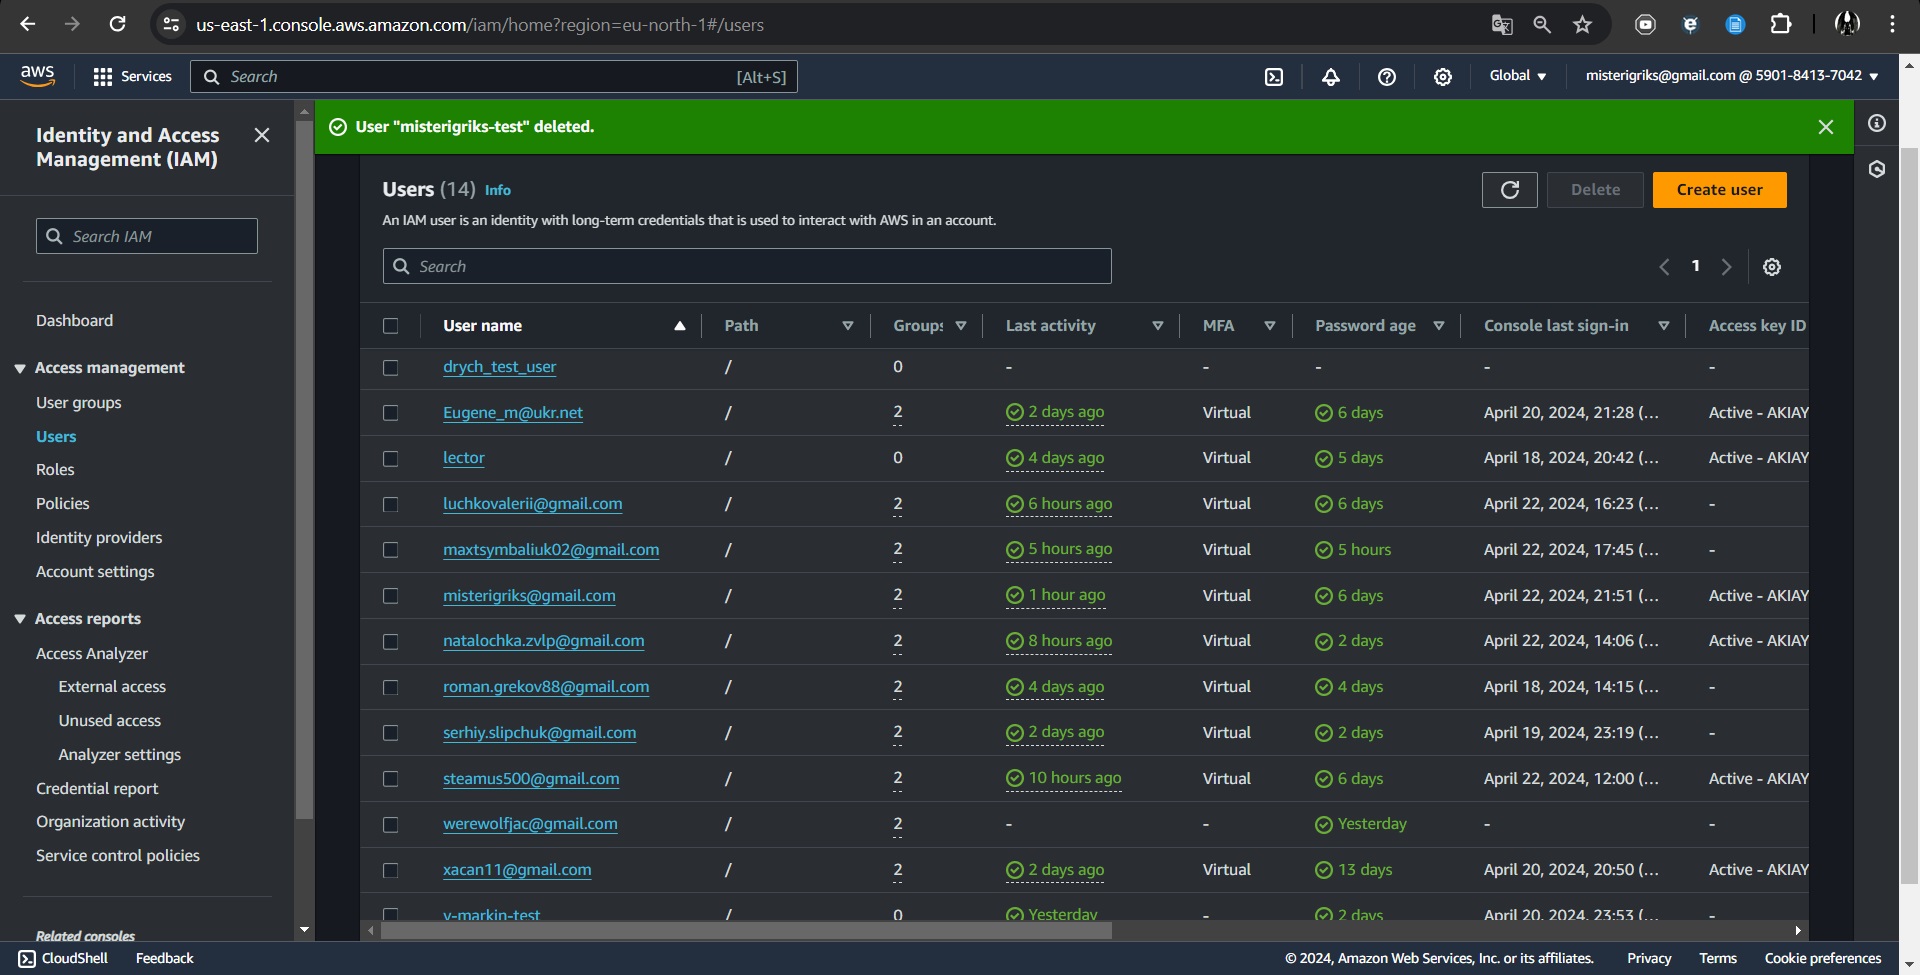 us-east-1.console.aws.amazon.com/iam/home?region=eu-north-1#/users
aws
Services
Search [Alt+S]
Global
misterigriks@gmail.com @ 5901-8413-7042
Identity and Access Management (IAM)
Search IAM
Dashboard
Access management
User groups
Users
Roles
Policies
Identity providers
Account settings
Access reports
Access Analyzer
External access
Unused access
Analyzer settings
Credential report
Organization activity
Service control policies
Related consoles
User "misterigriks-test" deleted.
Users (14) Info
An IAM user is an identity with long-term credentials that is used to interact with AWS in an account.
Delete
Create user
Search
1
User name Path Groups Last activity MFA Password age Console last sign-in Access key ID
drych_test_user / 0 - - - - -
Eugene_m@ukr.net / 2 2 days ago Virtual 6 days April 20, 2024, 21:28 (... Active - AKIAY
lector / 0 4 days ago Virtual 5 days April 18, 2024, 20:42 (... Active - AKIAY
luchkovalerii@gmail.com / 2 6 hours ago Virtual 6 days April 22, 2024, 16:23 (... -
maxtsymbaliuk02@gmail.com / 2 5 hours ago Virtual 5 hours April 22, 2024, 17:45 (... -
misterigriks@gmail.com / 2 1 hour ago Virtual 6 days April 22, 2024, 21:51 (... Active - AKIAY
natalochka.zvlp@gmail.com / 2 8 hours ago Virtual 2 days April 22, 2024, 14:06 (... Active - AKIAY
roman.grekov88@gmail.com / 2 4 days ago Virtual 4 days April 18, 2024, 14:15 (... -
serhiy.slipchuk@gmail.com / 2 2 days ago Virtual 2 days April 19, 2024, 23:19 (... -
steamus500@gmail.com / 2 10 hours ago Virtual 6 days April 22, 2024, 12:00 (... Active - AKIAY
werewolfjac@gmail.com / 2 - - Yesterday - -
xacan11@gmail.com / 2 2 days ago Virtual 13 days April 20, 2024, 20:50 (... Active - AKIAY
v-markin-test / 0 Yesterday - 2 days April 20, 2024, 23:53 (... -
CloudShell Feedback © 2024, Amazon Web Services, Inc. or its affiliates. Privacy Terms Cookie preferences